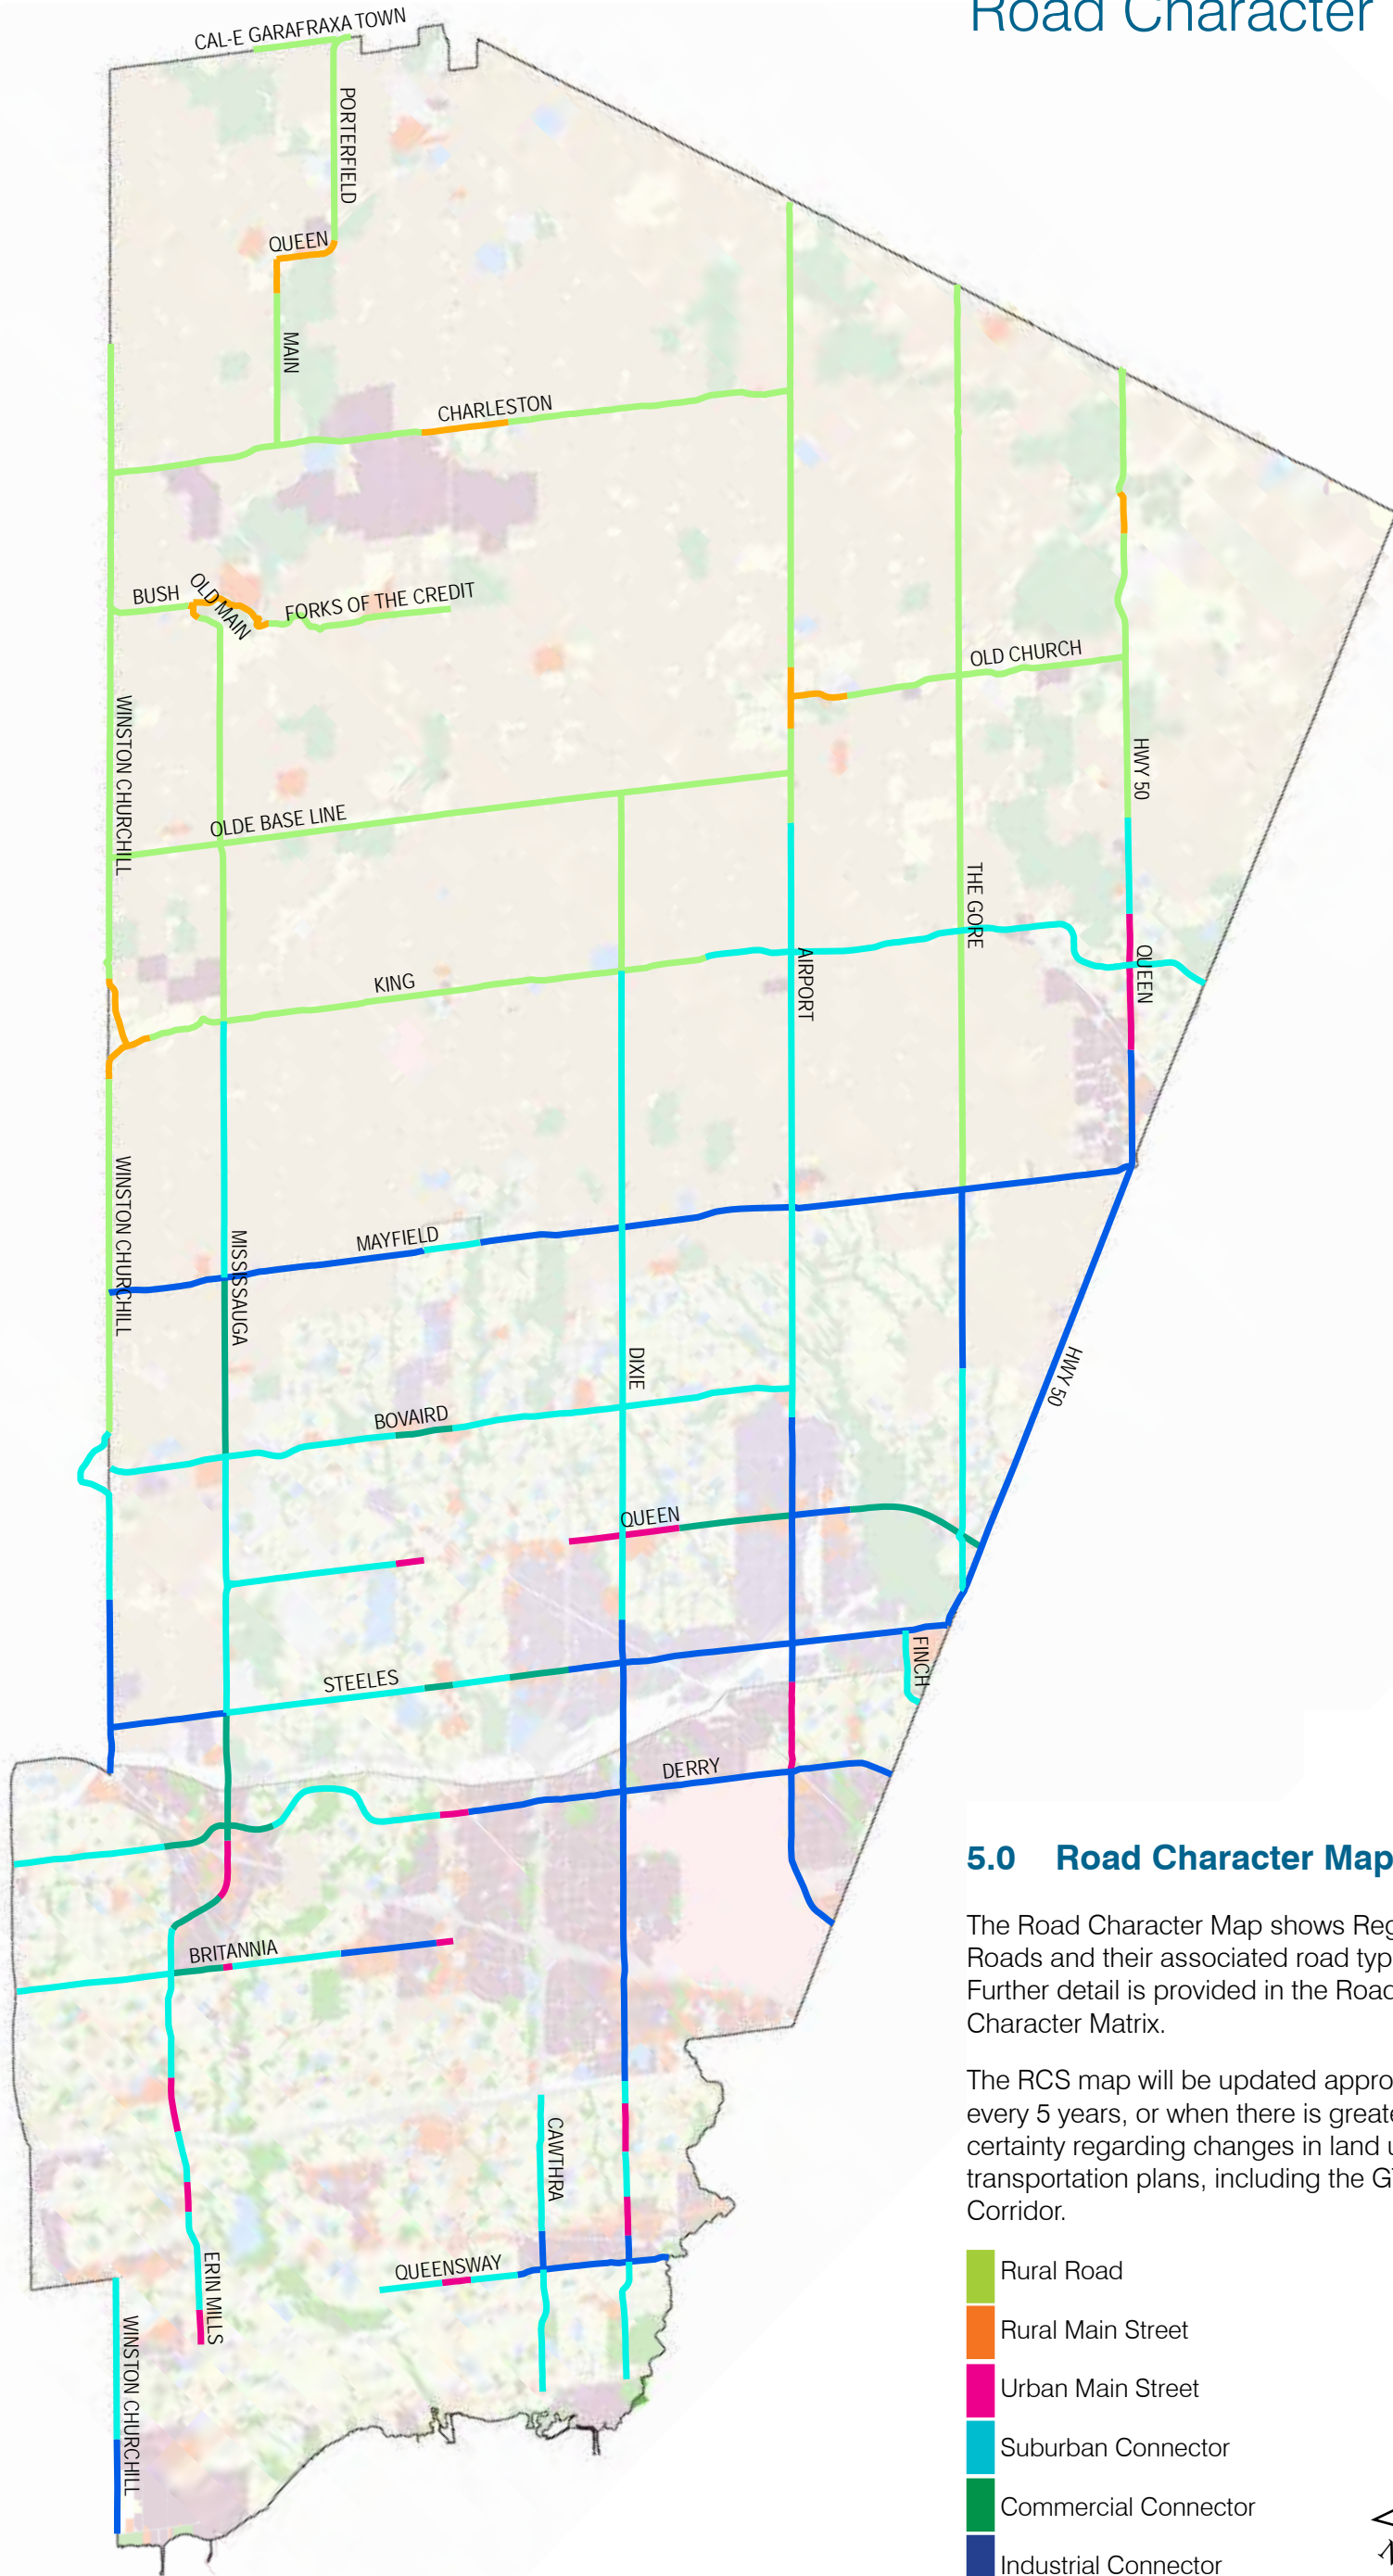 Road Character
CAL-E GARAFRAXA TOWN
PORTERFIELD
QUEEN
MAIN
CHARLESTON
BUSH
OLD MAIN
FORKS OF THE CREDIT
OLD CHURCH
WINSTON CHURCHILL
HWY 50
OLDE BASE LINE
THE GORE
KING
AIRPORT
QUEEN
WINSTON CHURCHILL
MISSISSAUGA
MAYFIELD
DIXIE
HWY 50
BOVAIRD
QUEEN
STEELES
FINCH
DERRY
BRITANNIA
CAWTHRA
QUEENSWAY
ERIN MILLS
WINSTON CHURCHILL
5.0 Road Character Map
The Road Character Map shows Reg
Roads and their associated road typ
Further detail is provided in the Road
Character Matrix.
The RCS map will be updated appro
every 5 years, or when there is greate
certainty regarding changes in land u
transportation plans, including the G
Corridor.
Rural Road
Rural Main Street
Urban Main Street
Suburban Connector
Commercial Connector
Industrial Connector